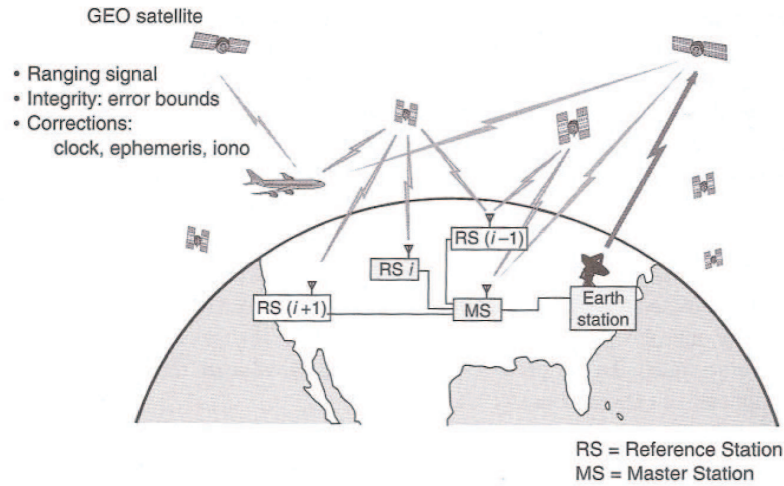 GEO satellite
• Ranging signal
• Integrity: error bounds
• Corrections:
clock, ephemeris, iono
RS (i–1)
RS i
RS (i+1)
MS
Earth
station
RS = Reference Station
MS = Master Station